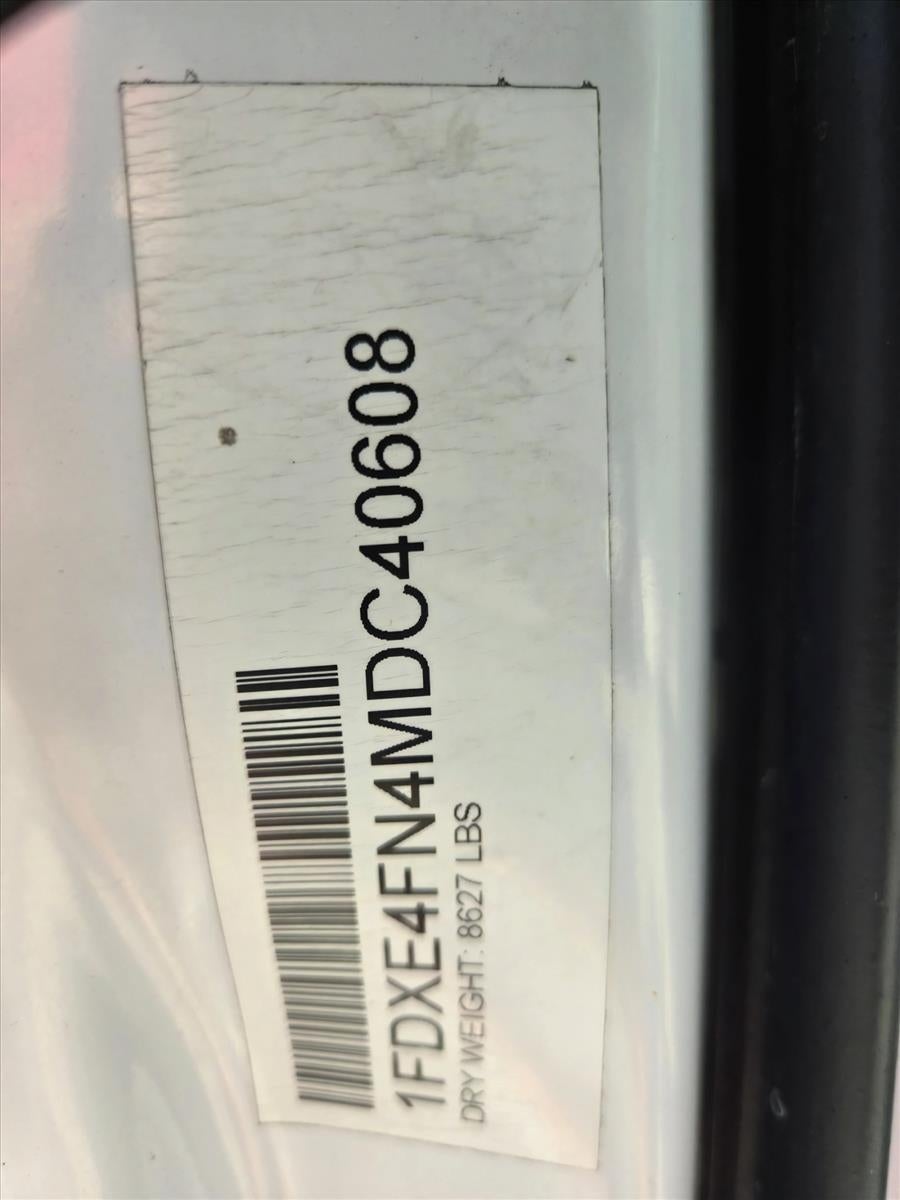 1FDXE4FN4MDC40608
DRY WEIGHT: 8627 LBS